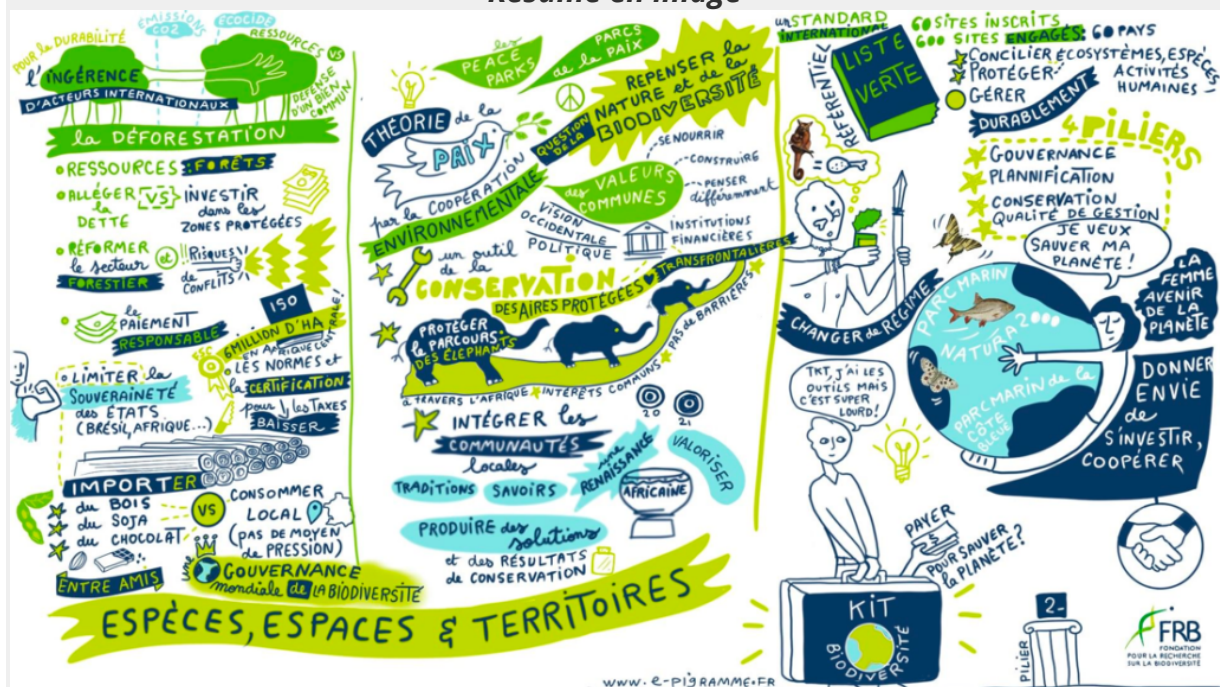 Résumé en image
POUR la DURABILITÉ
ÉMISSIONS
CO2
ECOCIDE
RESSOURCES VS
DÉFENSE
D'UN BIEN
COMMUN
l'INGÉRENCE
D'ACTEURS INTERNATIONAUX
la DÉFORESTATION
RESSOURCES : FORÊTS
ALLÉGER
la
DETTE
VS
INVESTIR
dans les
ZONES PROTÉGÉES
RÉFORMER
le secteur
FORESTIER
et !! Risques
de
CONFLITS
le
PAIEMENT
RESPONSABLE
ISO
FSC
6 MILLION D'HA
EN AFRIQUE CENTRALE!
LES NORMES et
la CERTIFICATION
pour ↓ les TAXES
BAISSER
LIMITER la
SOUVERAINETÉ
des ÉTATS
(BRÉSIL, AFRIQUE...)
IMPORTER
du BOIS
du SOJA
du CHOCOLAT
ENTRE AMIS
VS
CONSOMMER
LOCAL
(PAS DE MOYEN
de PRESSION)
une
GOUVERNANCE
mondiale de LA BIODIVERSITÉ
ESPÈCES, ESPACES & TERRITOIRES
les
PEACE
PARKS
PARCS
de la PAIX
THÉORIE de la
PAIX
par la COOPÉRATION
ENVIRONNEMENTALE
QUESTION
DE LA
REPENSER la
NATURE et de la
BIODIVERSITÉ
des VALEURS
COMMUNES
SE NOURRIR
CONSTRUIRE
PENSER
différemment
VISION
OCCIDENTALE
POLITIQUE
INSTITUTIONS
FINANCIÈRES
un outil
de la
CONSERVATION
DES AIRES PROTÉGÉES
TRANSFRONTALIÈRES
PROTÉGER
le PARCOURS
DES ÉLÉPHANTS
à TRAVERS L'AFRIQUE ★ INTÉRÊTS COMMUNS ★ PAS DE BARRIÈRES
INTÉGRER les
COMMUNAUTÉS
locales
20
21
TRADITIONS
SAVOIRS
une
RENAISSANCE
AFRICAINE
VALORISER
PRODUIRE des
solutions
et des RÉSULTATS
de CONSERVATION
www.e-PIGRAMME.FR
un STANDARD
INTERNATIONAL
RÉFÉRENTIEL
LISTE
VERTE
60 SITES INSCRITS
600 SITES ENGAGÉS: 60 PAYS
CONCILIER ÉCOSYSTÈMES, ESPÈCES,
PROTÉGER
GÉRER
ACTIVITÉS
HUMAINES
DURABLEMENT
4 PILIERS
GOUVERNANCE
PLANNIFICATION
CONSERVATION
QUALITÉ DE GESTION
JE VEUX
SAUVER MA
PLANÈTE!
CHANGER de RÉGIME
PARC MARIN
NATURA 2000
PARC MARIN de la
CÔTE
BLEUE
LA
FEMME
AVENIR
DE LA
PLANÈTE
DONNER
ENVIE
de
S'INVESTIR,
COOPÉRER
TKT, J'AI LES
OUTILS MAIS
C'EST SUPER
LOURD!
PAYER
POUR SAUVER
la PLANÈTE?
KIT
BIODIVERSITÉ
2-
PILIER
FRB
FONDATION
POUR LA RECHERCHE
SUR LA BIODIVERSITÉ